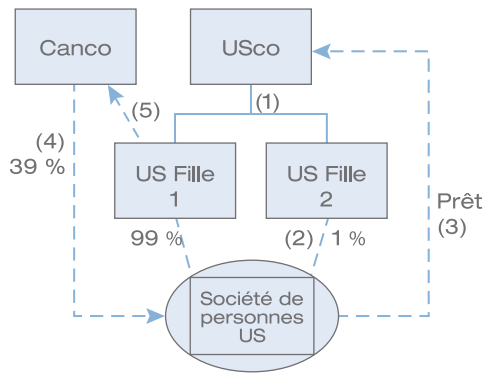 Canco
USco
(5)
(1)
(4)
39 %
US Fille
1
US Fille
2
Prêt
(3)
99 %
(2) 1 %
Société de
personnes
US